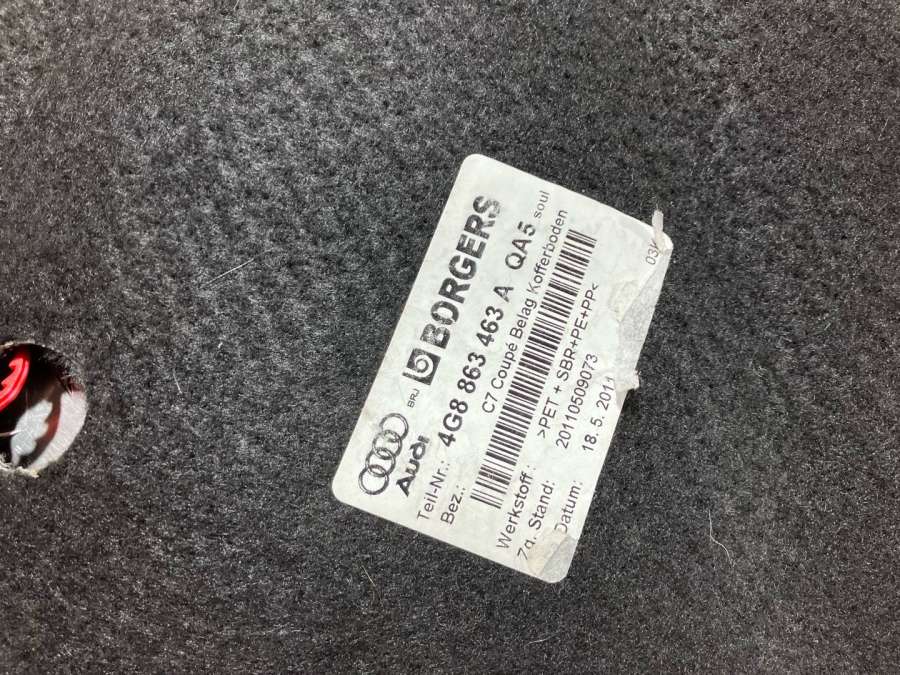 Audi
BRJ BORGERS
Teil-Nr.: 4G8 863 463 A QA5 soul
Bez.: C7 Coupé Belag Kofferboden
Werkstoff: >PET + SBR+PE+PP<
Zg. Stand: 20110509073
Datum: 18.5.2011